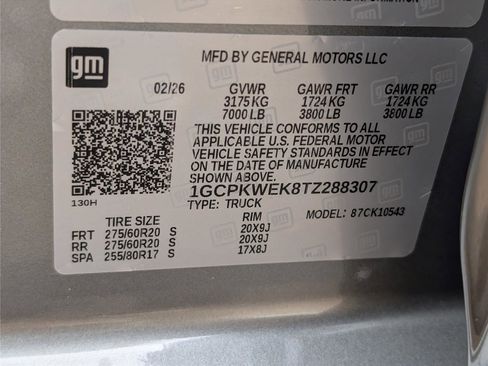 MORE INFORMATION
gm
MFD BY GENERAL MOTORS LLC
02/26 GVWR GAWR FRT GAWR RR
3175 KG 1724 KG 1724 KG
7000 LB 3800 LB 3800 LB
THIS VEHICLE CONFORMS TO ALL
APPLICABLE U.S. FEDERAL MOTOR
VEHICLE SAFETY STANDARDS IN EFFECT
ON THE DATE OF MANUFACTURE
SHOWN ABOVE.
1GCPKWEK8TZ288307
130H TYPE: TRUCK
MODEL: 87CK10543
TIRE SIZE RIM
FRT 275/60R20 S 20X9J
RR 275/60R20 S 20X9J
SPA 255/80R17 S 17X8J